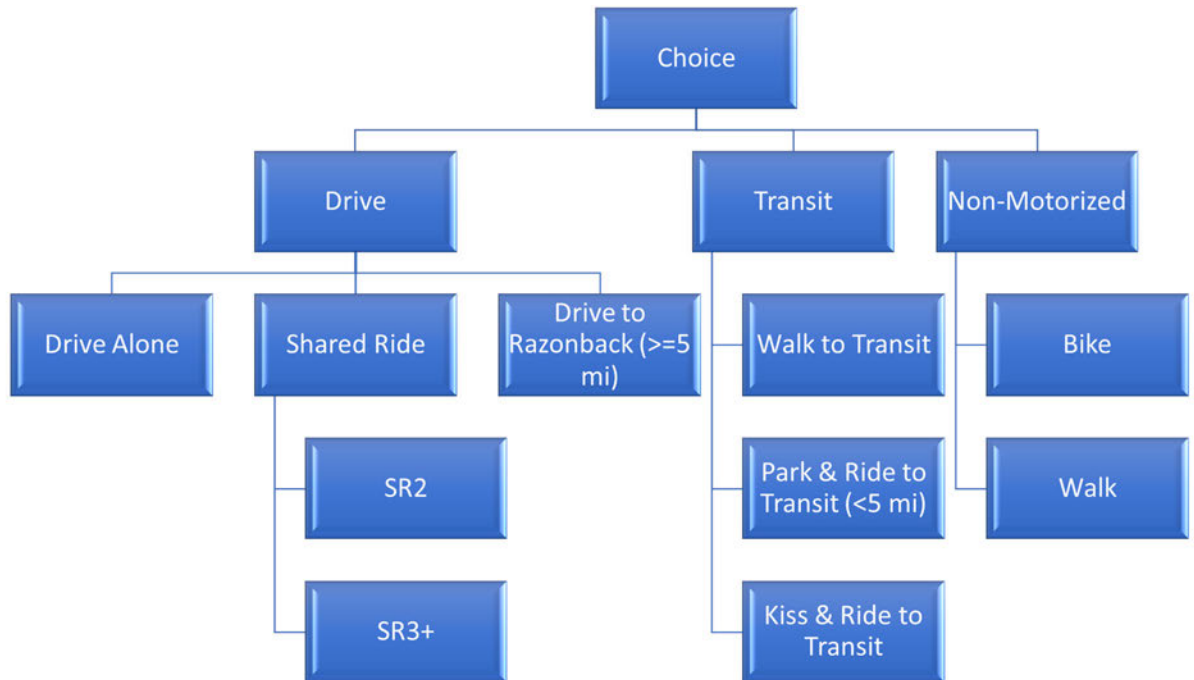 Choice
Drive
Transit
Non-Motorized
Drive Alone
Shared Ride
Drive to
Razonback (>=5
mi)
Walk to Transit
Bike
SR2
Park & Ride to
Transit (<5 mi)
Walk
SR3+
Kiss & Ride to
Transit